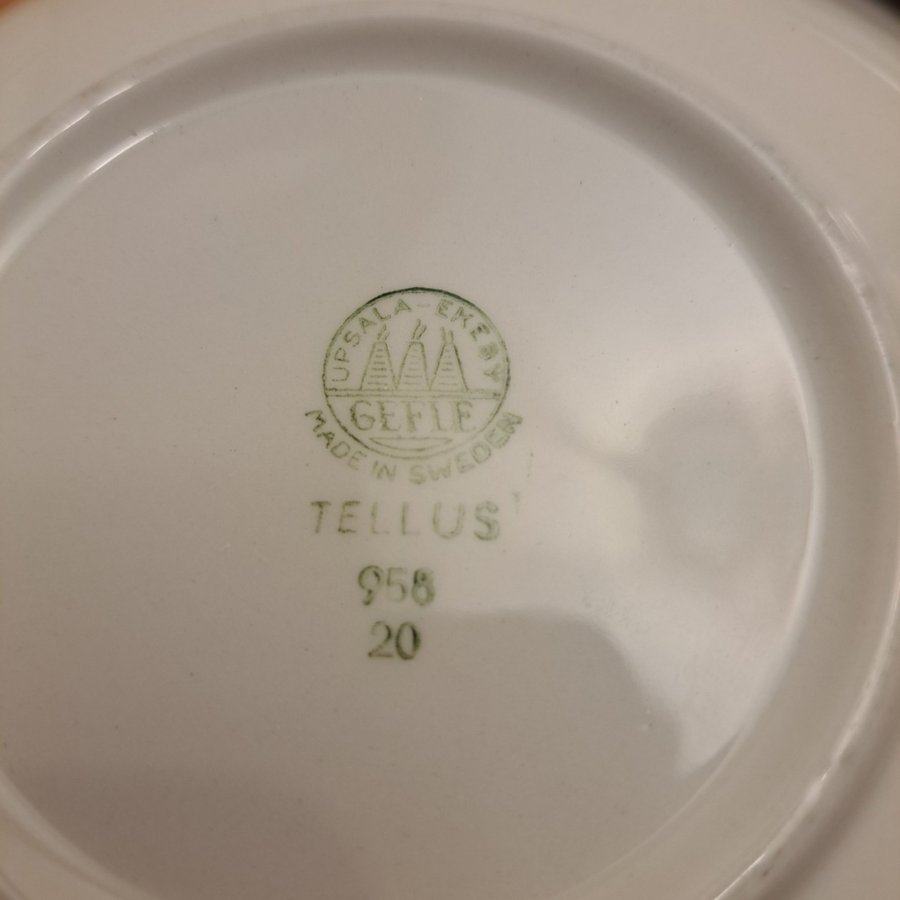 UPSALA-EKEBY
GEFLE
MADE IN SWEDEN
TELLUS
958
20